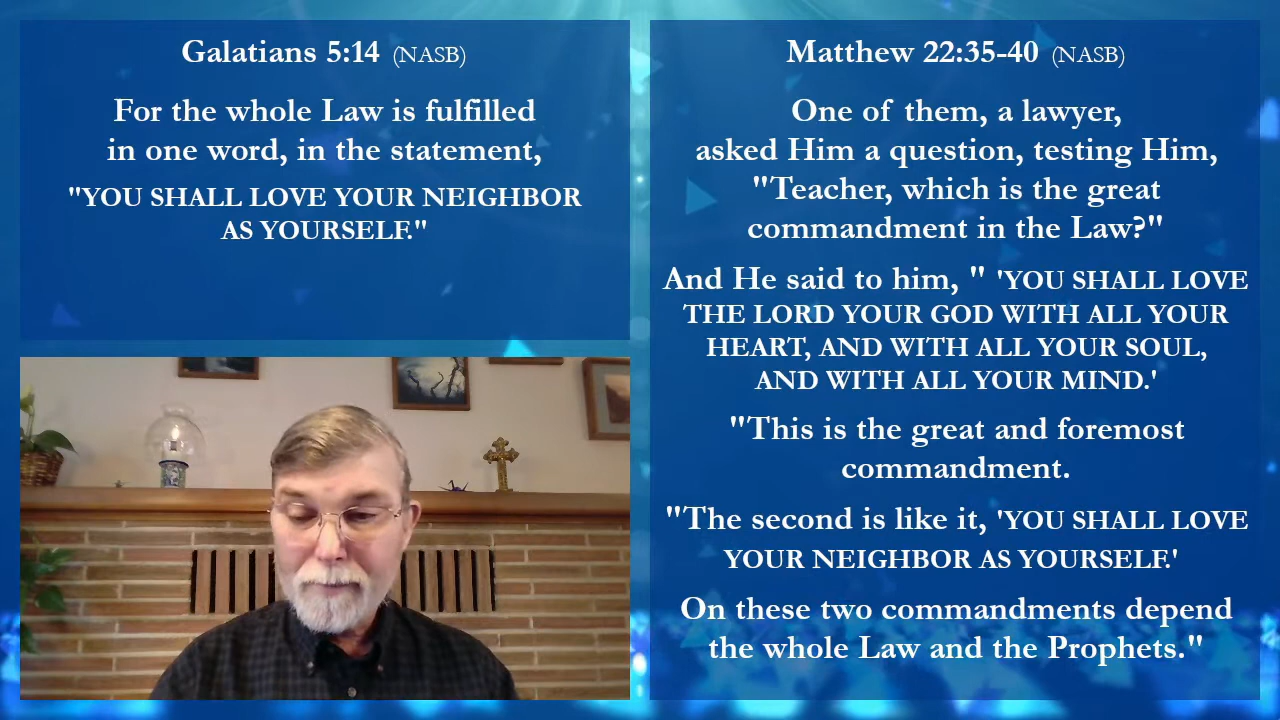 Galatians 5:14 (NASB)
For the whole Law is fulfilled
in one word, in the statement,
"YOU SHALL LOVE YOUR NEIGHBOR
AS YOURSELF."
Matthew 22:35-40 (NASB)
One of them, a lawyer,
asked Him a question, testing Him,
"Teacher, which is the great
commandment in the Law?"
And He said to him, " 'YOU SHALL LOVE
THE LORD YOUR GOD WITH ALL YOUR
HEART, AND WITH ALL YOUR SOUL,
AND WITH ALL YOUR MIND.'
"This is the great and foremost
commandment.
"The second is like it, 'YOU SHALL LOVE
YOUR NEIGHBOR AS YOURSELF.'
On these two commandments depend
the whole Law and the Prophets."